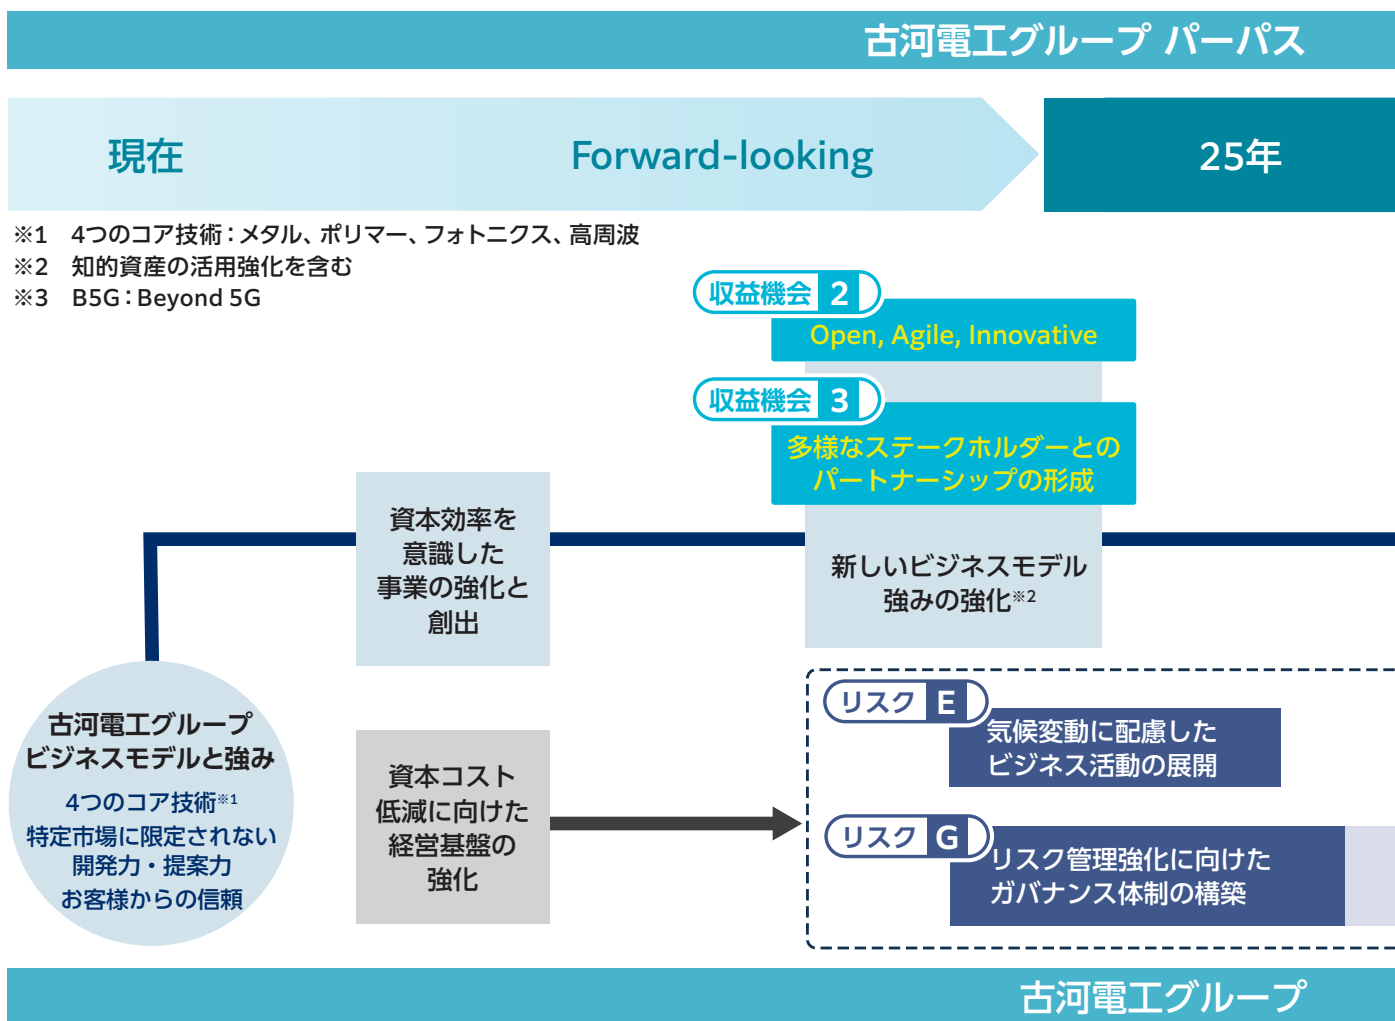 古河電工グループ パーパス
現在
Forward-looking
25年
※1 4つのコア技術：メタル、ポリマー、フォトニクス、高周波
※2 知的資産の活用強化を含む
※3 B5G：Beyond 5G
収益機会 2
Open, Agile, Innovative
収益機会 3
多様なステークホルダーとの
パートナーシップの形成
資本効率を
意識した
事業の強化と
創出
新しいビジネスモデル
強みの強化※2
古河電工グループ
ビジネスモデルと強み
4つのコア技術※1
特定市場に限定されない
開発力・提案力
お客様からの信頼
資本コスト
低減に向けた
経営基盤の
強化
リスク E
気候変動に配慮した
ビジネス活動の展開
リスク G
リスク管理強化に向けた
ガバナンス体制の構築
古河電工グループ